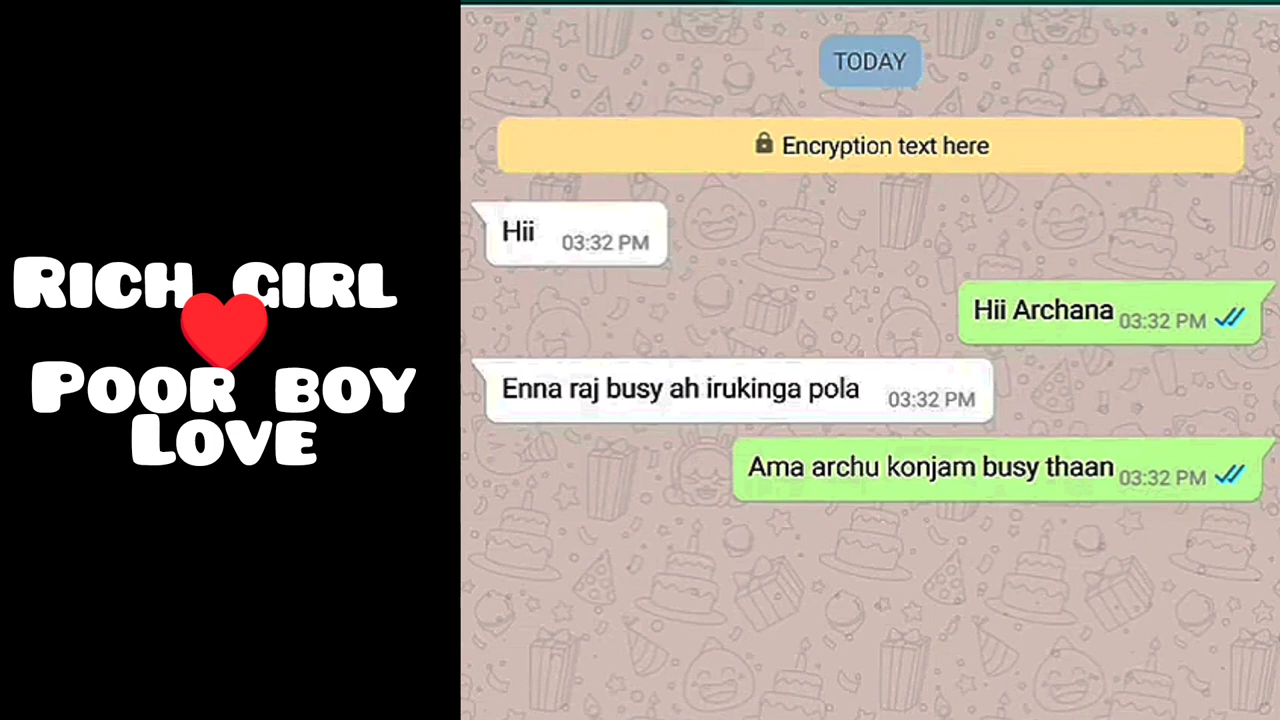 Rich girl
Poor boy
Love
TODAY
Encryption text here
Hii 03:32 PM
Hii Archana 03:32 PM
Enna raj busy ah irukinga pola 03:32 PM
Ama archu konjam busy thaan 03:32 PM